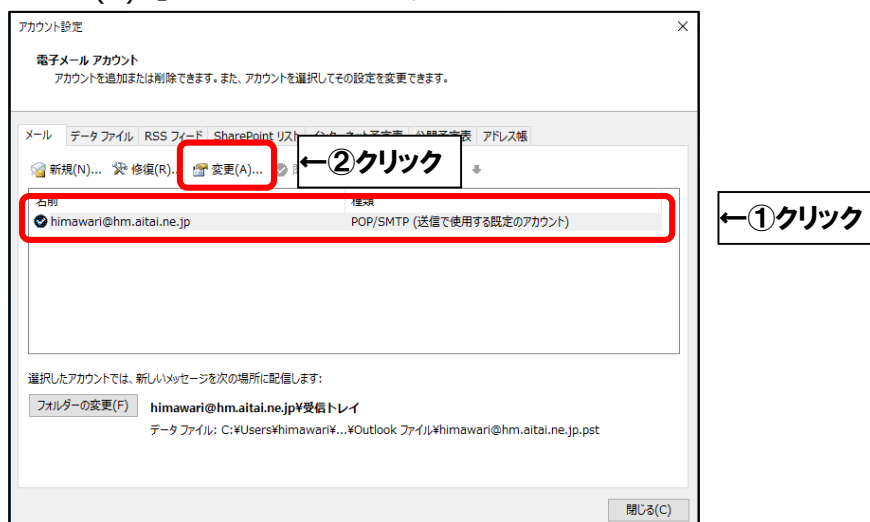 アカウント設定
電子メール アカウント
アカウントを追加または削除できます。また、アカウントを選択してその設定を変更できます。
メール データ ファイル RSS フィード SharePoint リスト インターネット予定表 公開予定表 アドレス帳
新規(N)... 修復(R)... 変更(A)...
←②クリック
名前 種類
himawari@hm.aitai.ne.jp POP/SMTP (送信で使用する既定のアカウント)
←①クリック
選択したアカウントでは、新しいメッセージを次の場所に配信します:
フォルダーの変更(F) himawari@hm.aitai.ne.jp¥受信トレイ
データ ファイル: C:¥Users¥himawari¥...¥Outlook ファイル¥himawari@hm.aitai.ne.jp.pst
閉じる(C)